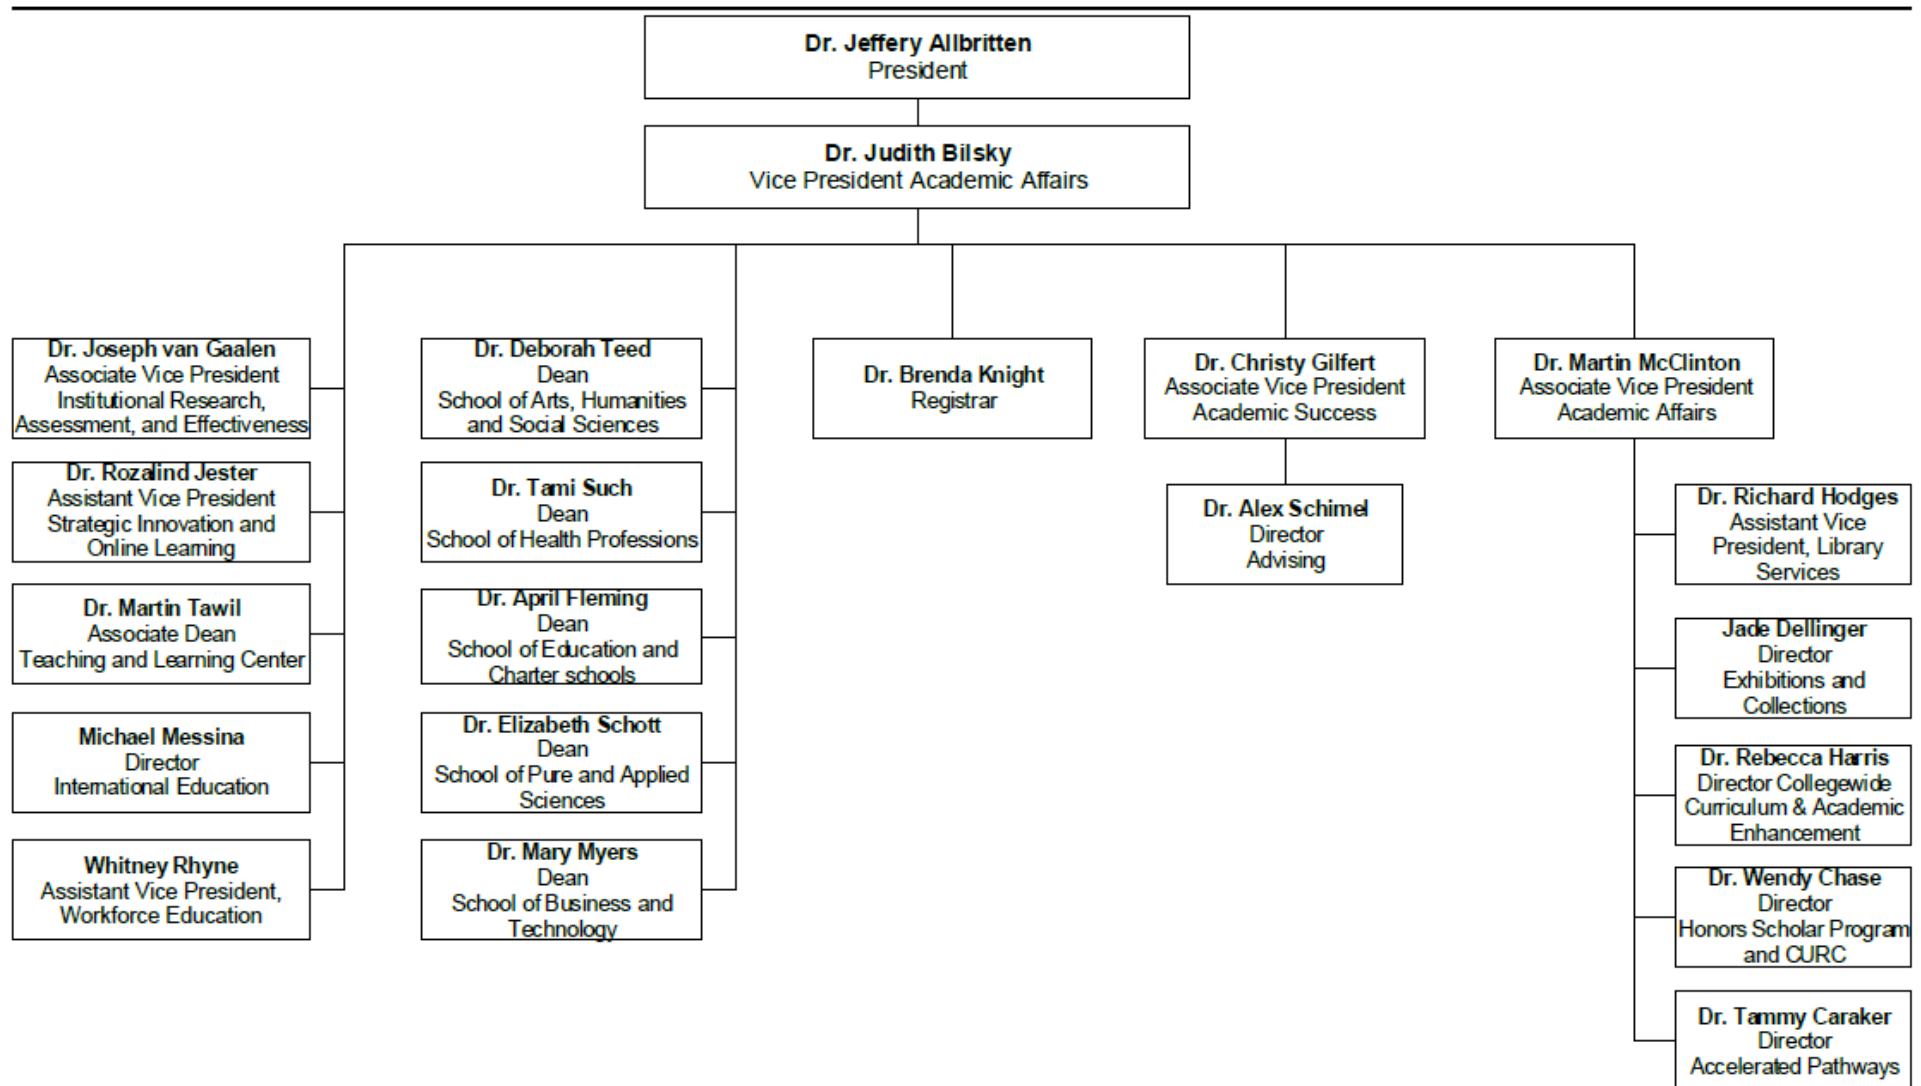 Dr. Jeffery Allbritten
President
Dr. Judith Bilsky
Vice President Academic Affairs
Dr. Joseph van Gaalen
Associate Vice President
Institutional Research,
Assessment, and Effectiveness
Dr. Rozalind Jester
Assistant Vice President
Strategic Innovation and
Online Learning
Dr. Martin Tawil
Associate Dean
Teaching and Learning Center
Michael Messina
Director
International Education
Whitney Rhyne
Assistant Vice President,
Workforce Education
Dr. Deborah Teed
Dean
School of Arts, Humanities
and Social Sciences
Dr. Tami Such
Dean
School of Health Professions
Dr. April Fleming
Dean
School of Education and
Charter schools
Dr. Elizabeth Schott
Dean
School of Pure and Applied
Sciences
Dr. Mary Myers
Dean
School of Business and
Technology
Dr. Brenda Knight
Registrar
Dr. Christy Gilfert
Associate Vice President
Academic Success
Dr. Alex Schimel
Director
Advising
Dr. Martin McClinton
Associate Vice President
Academic Affairs
Dr. Richard Hodges
Assistant Vice
President, Library
Services
Jade Dellinger
Director
Exhibitions and
Collections
Dr. Rebecca Harris
Director Collegewide
Curriculum & Academic
Enhancement
Dr. Wendy Chase
Director
Honors Scholar Program
and CURC
Dr. Tammy Caraker
Director
Accelerated Pathways